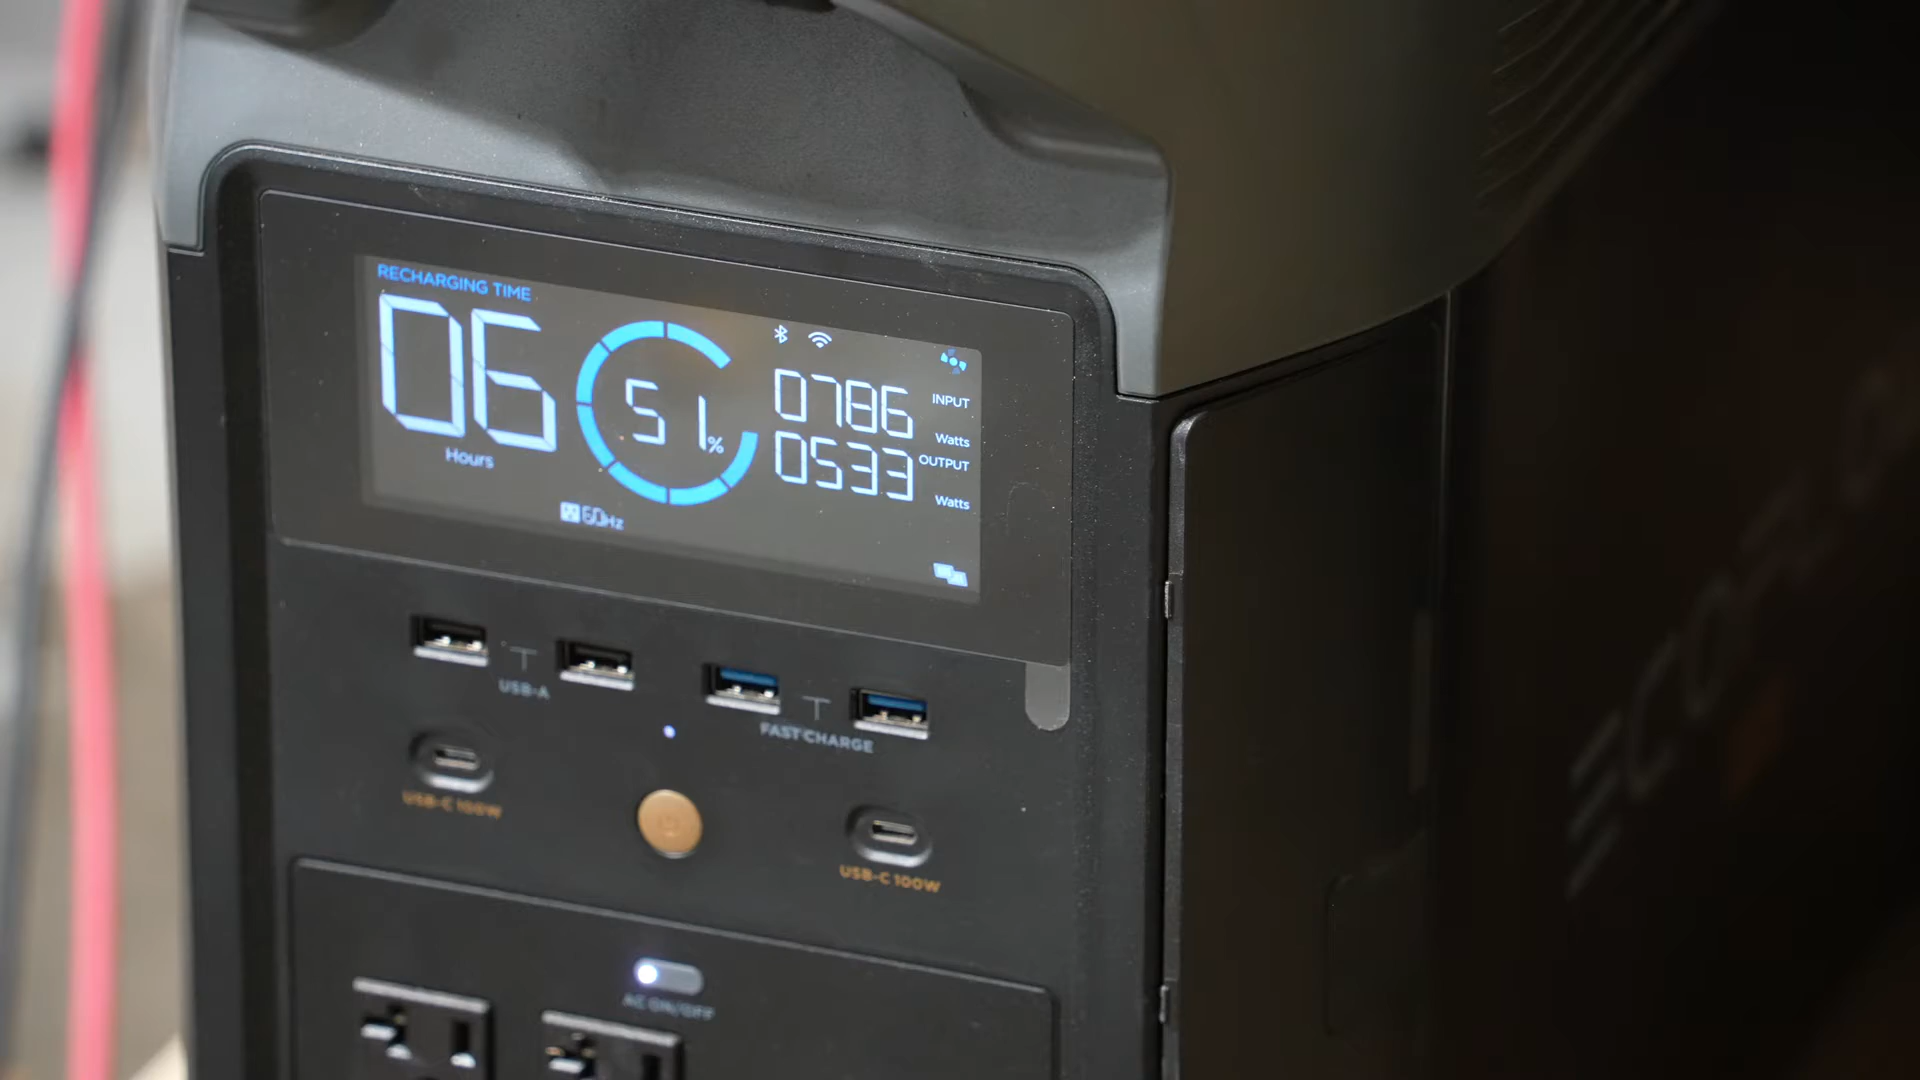 RECHARGING TIME
06
Hours
51%
0786
INPUT
Watts
0533
OUTPUT
Watts
60Hz
USB-A
FAST CHARGE
USB-C 100W
USB-C 100W
AC ON/OFF